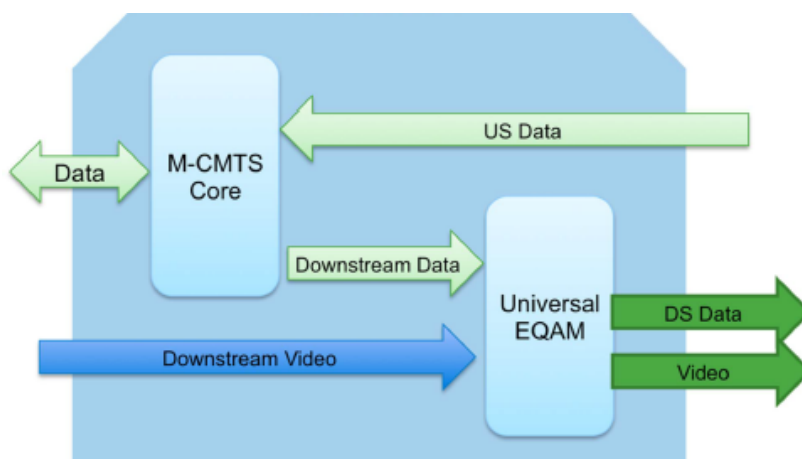 US Data
M-CMTS
Core
Data
Downstream Data
Universal
EQAM
DS Data
Downstream Video
Video